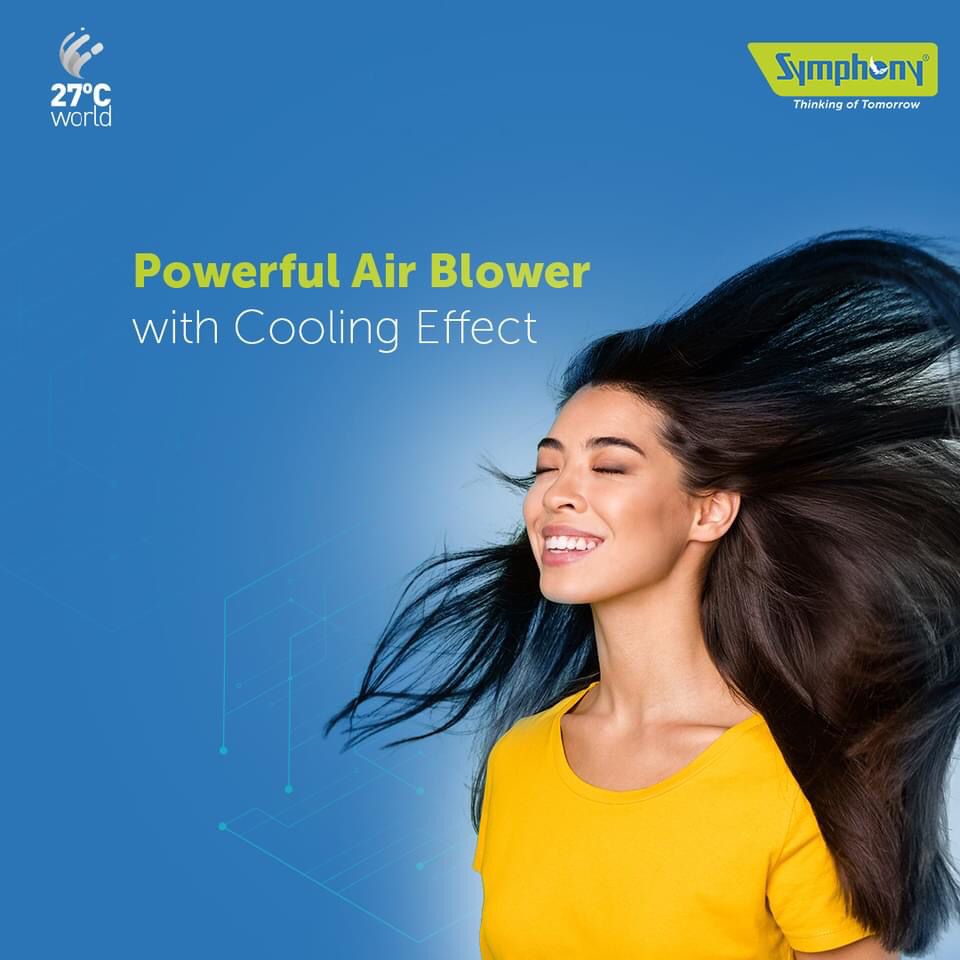 27°C
world
Symphony®
Thinking of Tomorrow
Powerful Air Blower
with Cooling Effect